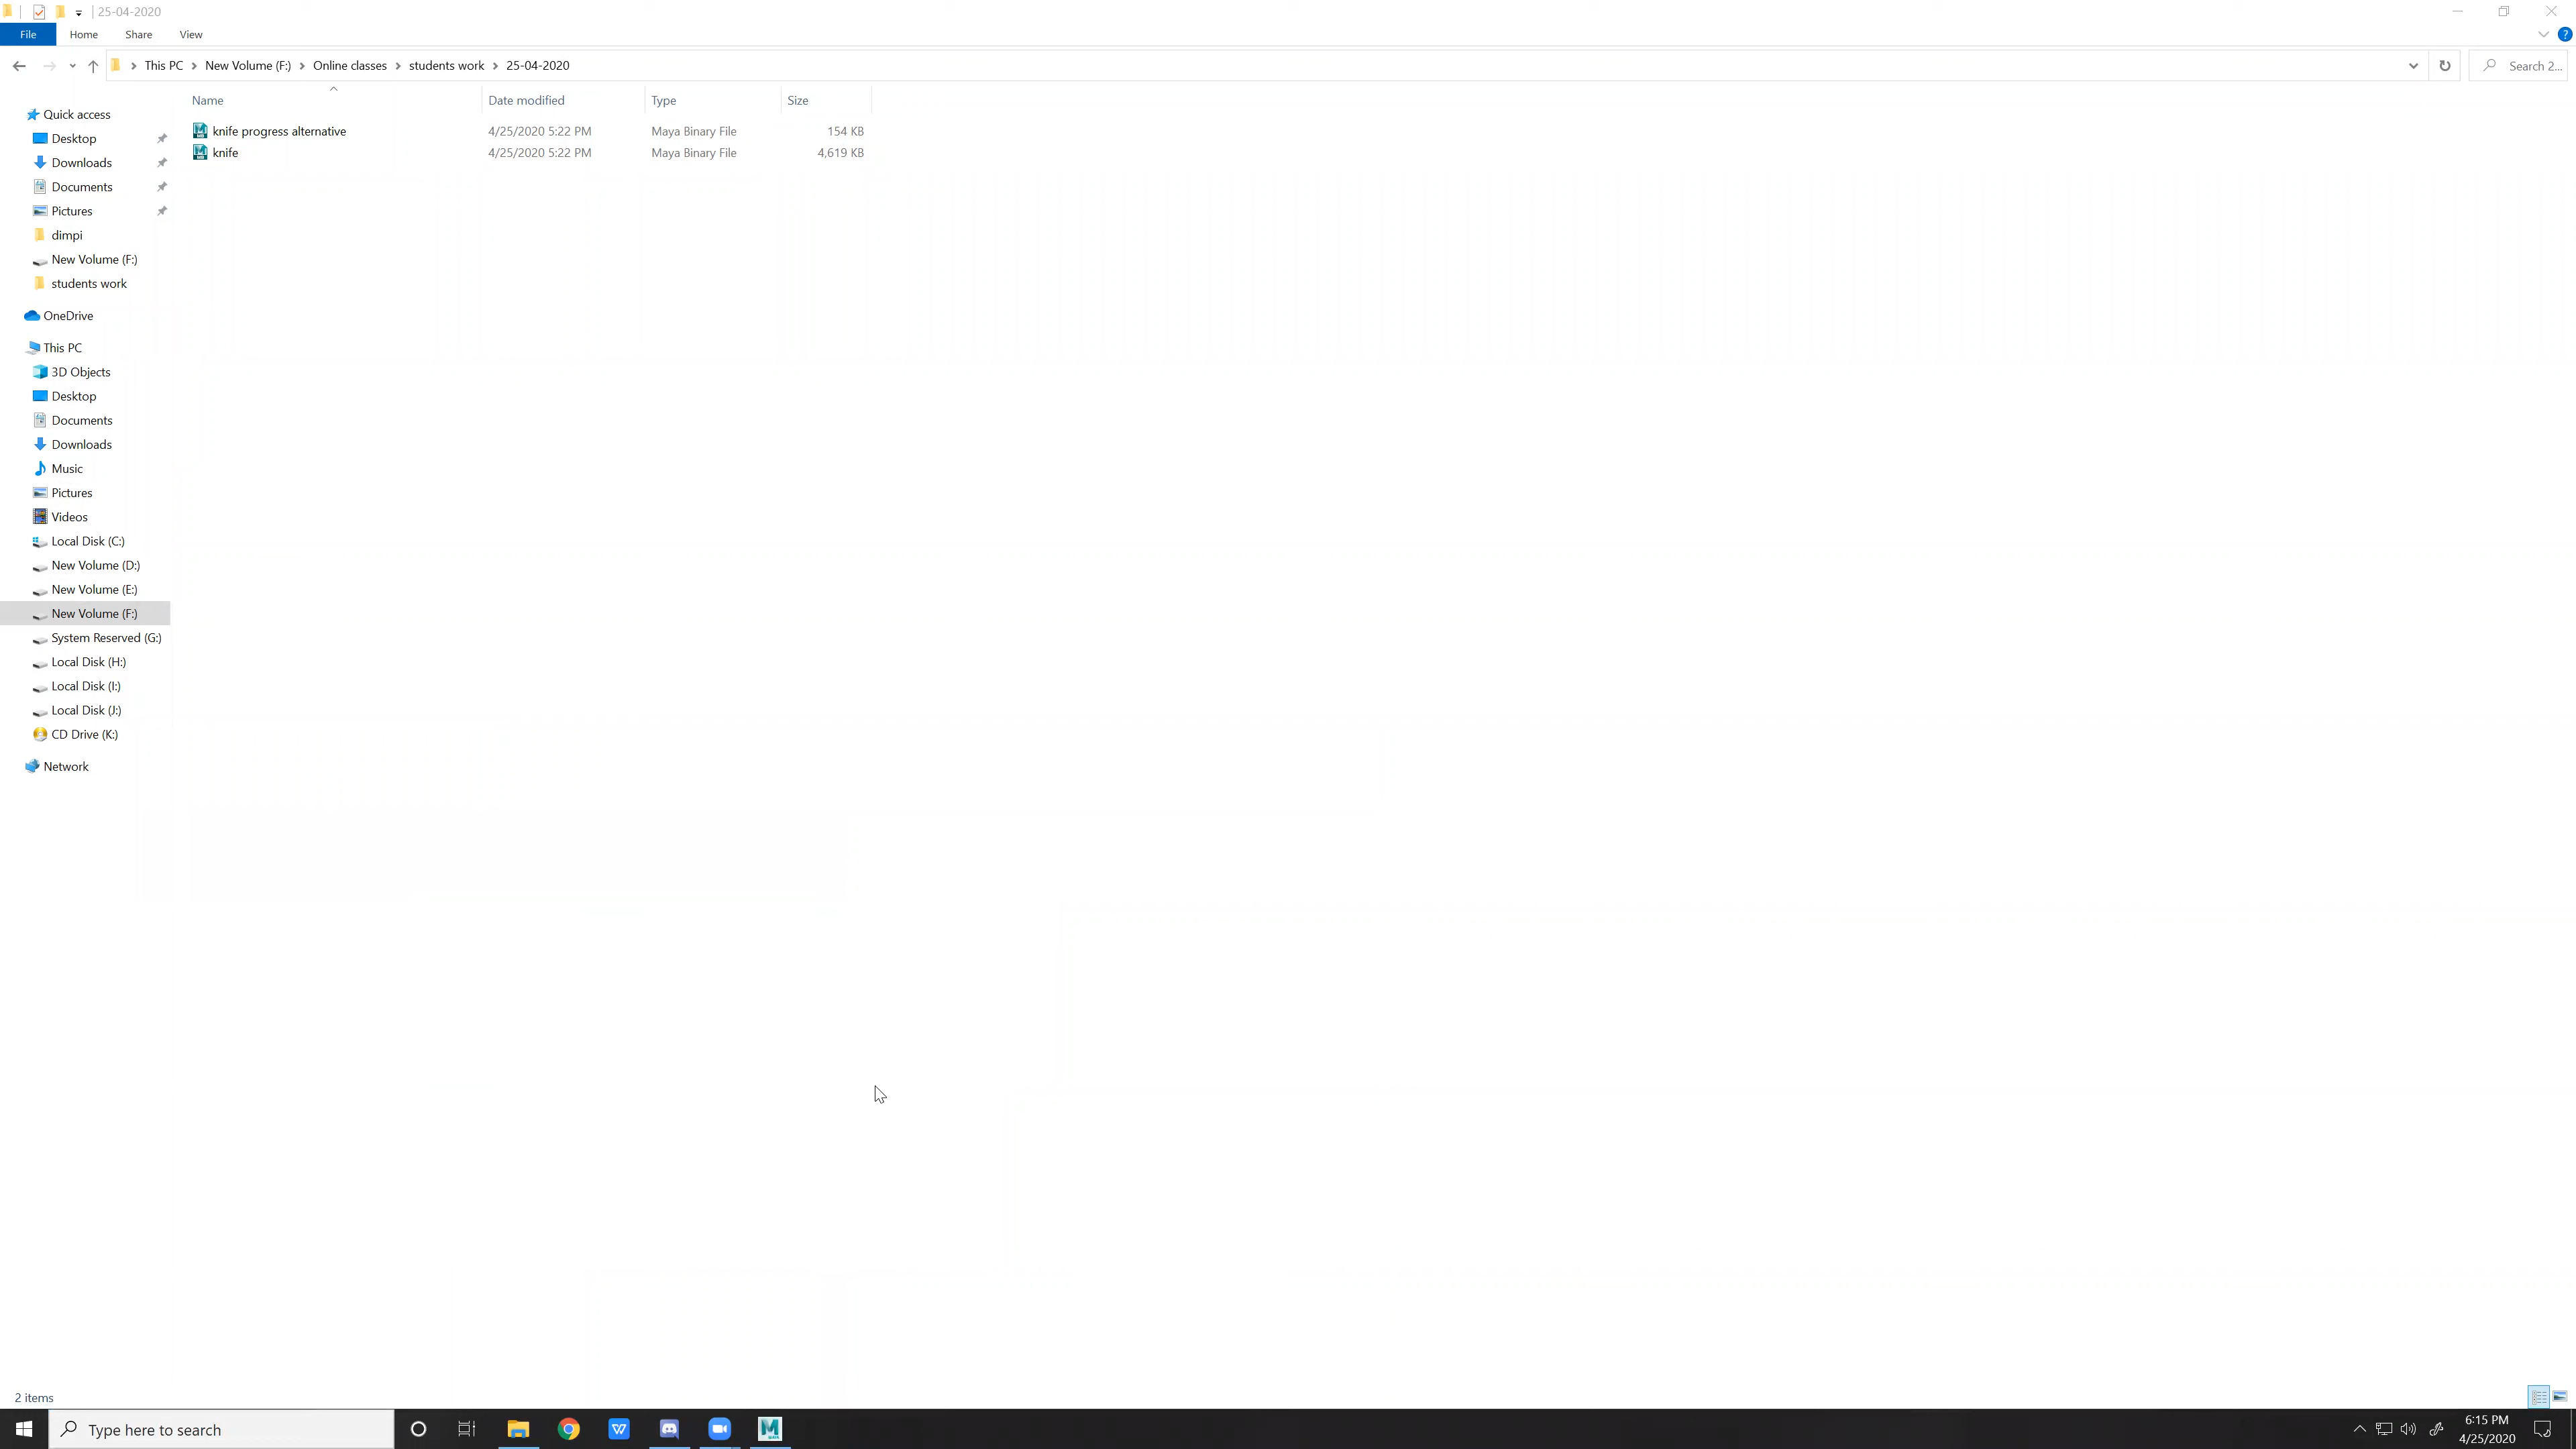 25-04-2020
File Home Share View
This PC New Volume (F:) Online classes students work 25-04-2020 Search 2...
Name Date modified Type Size
knife progress alternative 4/25/2020 5:22 PM Maya Binary File 154 KB
knife 4/25/2020 5:22 PM Maya Binary File 4,619 KB
Quick access
Desktop
Downloads
Documents
Pictures
dimpi
New Volume (F:)
students work
OneDrive
This PC
3D Objects
Desktop
Documents
Downloads
Music
Pictures
Videos
Local Disk (C:)
New Volume (D:)
New Volume (E:)
New Volume (F:)
System Reserved (G:)
Local Disk (H:)
Local Disk (I:)
Local Disk (J:)
CD Drive (K:)
Network
2 items
Type here to search
6:15 PM
4/25/2020